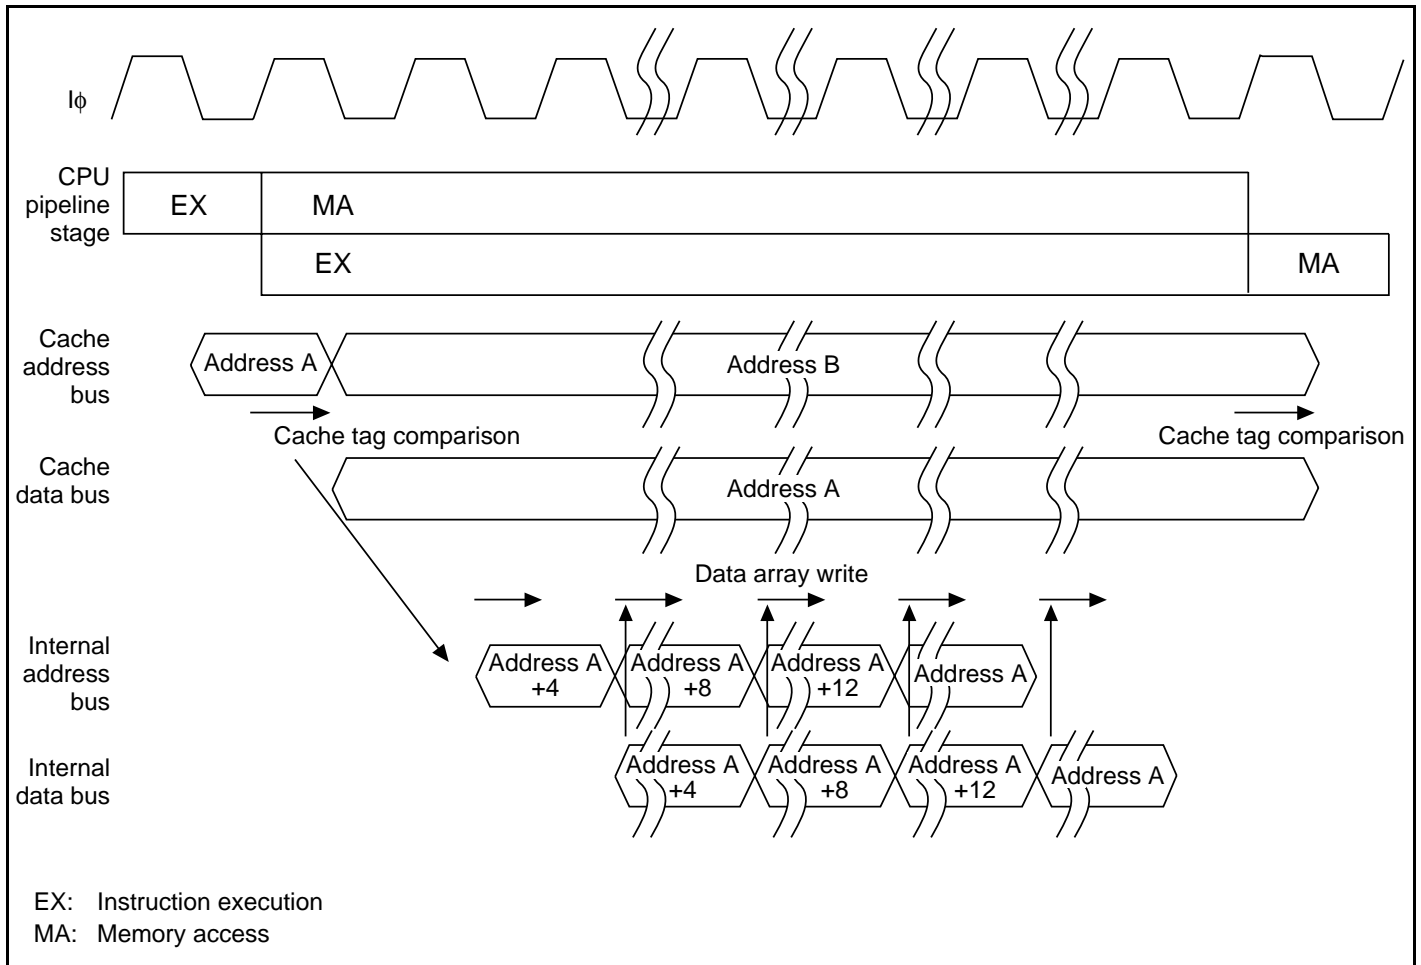 Iϕ
CPU
pipeline
stage
EX
MA
EX
MA
Cache
address
bus
Address A
Address B
Cache tag comparison
Cache tag comparison
Cache
data bus
Address A
Data array write
Internal
address
bus
Address A
+4
Address A
+8
Address A
+12
Address A
Internal
data bus
Address A
+4
Address A
+8
Address A
+12
Address A
EX: Instruction execution
MA: Memory access